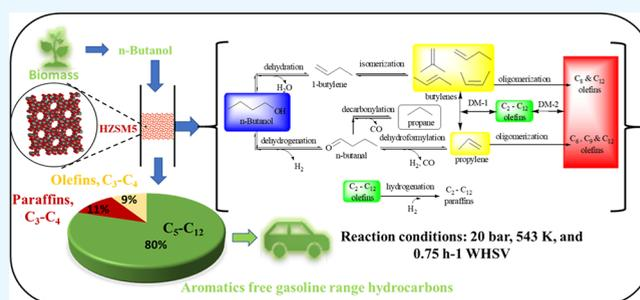 Biomass
n-Butanol
HZSM5
Olefins, C3-C4
Paraffins,
C3-C4
9%
11%
80%
C5-C12
n-Butanol
OH
dehydration
H2O
1-butylene
isomerization
butylenes
oligomerization
C8 & C12
olefins
decarbonylation
CO
propane
DM-1
C2 - C12
olefins
DM-2
dehydrogenation
H2
O
n-butanal
dehydroformylation
H2CO
propylene
oligomerization
C6, C9 & C12
olefins
C2 - C12
olefins
hydrogenation
H2
C2 - C12
paraffins
Reaction conditions: 20 bar, 543 K, and
0.75 h-1 WHSV
Aromatics free gasoline range hydrocarbons